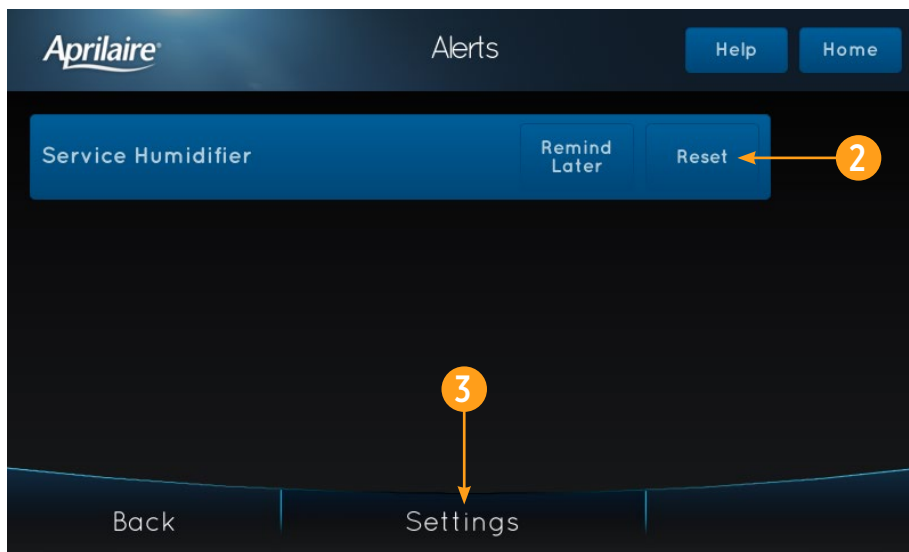 Aprilaire®
Alerts
Help
Home
Service Humidifier
Remind
Later
Reset
2
3
Back
Settings